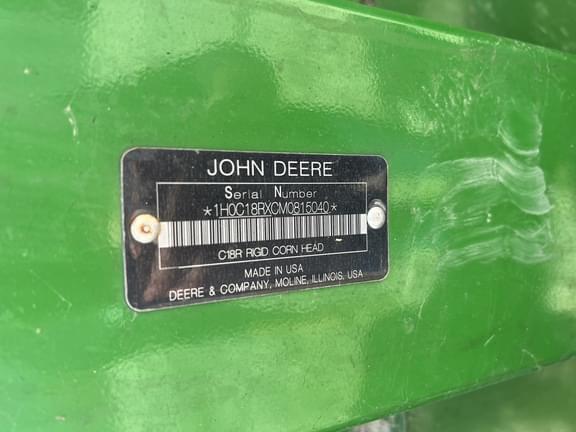 JOHN DEERE
Serial Number
*1H0C18RXCM0815040*
C18R RIGID CORN HEAD
MADE IN USA
DEERE & COMPANY, MOLINE, ILLINOIS, USA